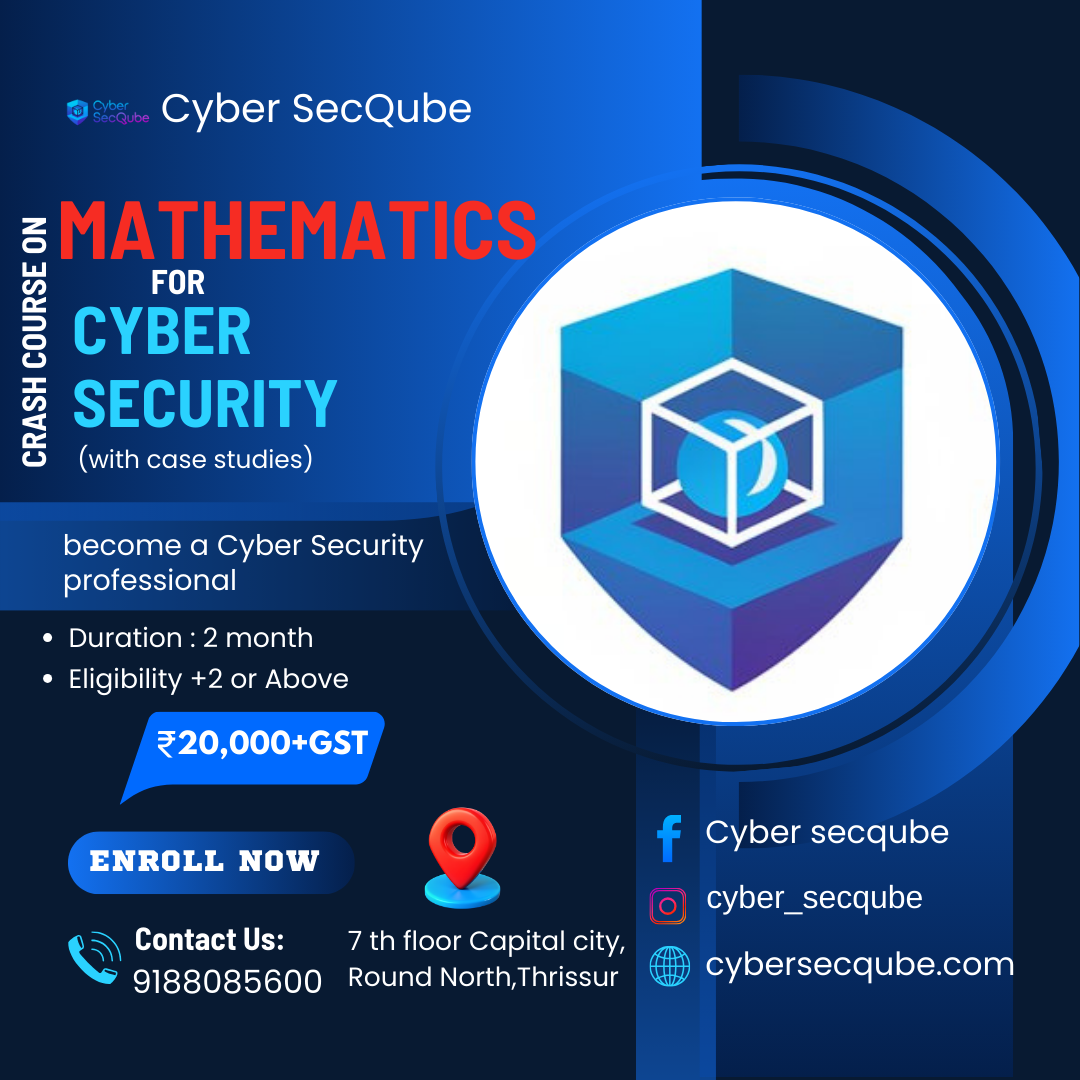 Cyber
SecQube
Cyber SecQube
CRASH COURSE ON
MATHEMATICS
FOR
CYBER
SECURITY
(with case studies)
become a Cyber Security
professional
• Duration : 2 month
• Eligibility +2 or Above
₹20,000+GST
ENROLL NOW
Contact Us:
9188085600
7 th floor Capital city,
Round North,Thrissur
Cyber secqube
cyber_secqube
cybersecqube.com